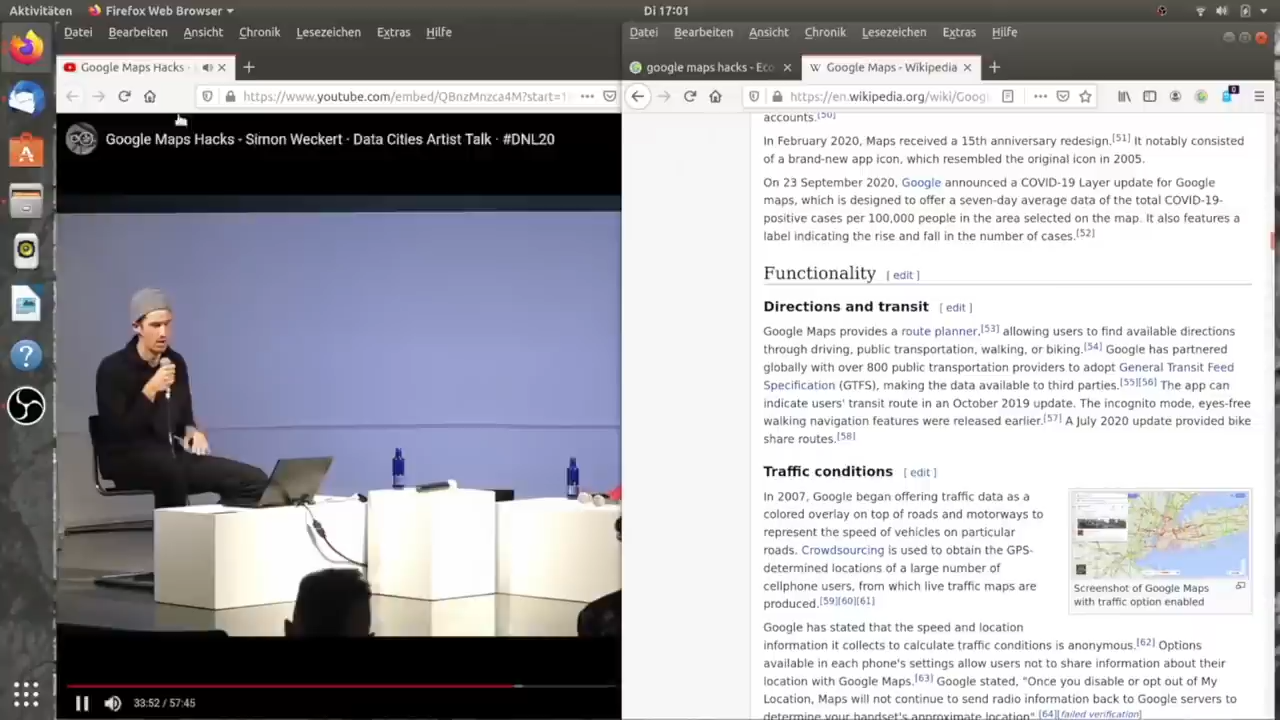 Aktivitäten
Firefox Web Browser
Di 17:01
Datei Bearbeiten Ansicht Chronik Lesezeichen Extras Hilfe
Google Maps Hacks -
https://www.youtube.com/embed/QBnzMnzca4M?start=1
Google Maps Hacks - Simon Weckert · Data Cities Artist Talk · #DNL20
33:52 / 57:45
Datei Bearbeiten Ansicht Chronik Lesezeichen Extras Hilfe
google maps hacks - Eco
W Google Maps - Wikipedia
https://en.wikipedia.org/wiki/Goog
0
accounts.[50]
In February 2020, Maps received a 15th anniversary redesign.[51] It notably consisted
of a brand-new app icon, which resembled the original icon in 2005.
On 23 September 2020, Google announced a COVID-19 Layer update for Google
maps, which is designed to offer a seven-day average data of the total COVID-19-
positive cases per 100,000 people in the area selected on the map. It also features a
label indicating the rise and fall in the number of cases.[52]
Functionality [ edit ]
Directions and transit [ edit ]
Google Maps provides a route planner,[53] allowing users to find available directions
through driving, public transportation, walking, or biking.[54] Google has partnered
globally with over 800 public transportation providers to adopt General Transit Feed
Specification (GTFS), making the data available to third parties.[55][56] The app can
indicate users' transit route in an October 2019 update. The incognito mode, eyes-free
walking navigation features were released earlier.[57] A July 2020 update provided bike
share routes.[58]
Traffic conditions [ edit ]
In 2007, Google began offering traffic data as a
colored overlay on top of roads and motorways to
represent the speed of vehicles on particular
roads. Crowdsourcing is used to obtain the GPS-
determined locations of a large number of
cellphone users, from which live traffic maps are
produced.[59][60][61]
Screenshot of Google Maps
with traffic option enabled
Google has stated that the speed and location
information it collects to calculate traffic conditions is anonymous.[62] Options
available in each phone's settings allow users not to share information about their
location with Google Maps.[63] Google stated, "Once you disable or opt out of My
Location, Maps will not continue to send radio information back to Google servers to
determine your handset's approximate location".[64][failed verification]